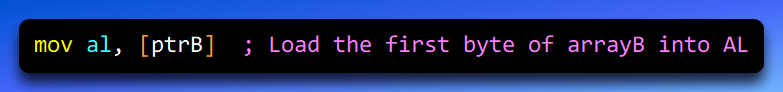 mov al, [ptrB]  ; Load the first byte of arrayB into AL